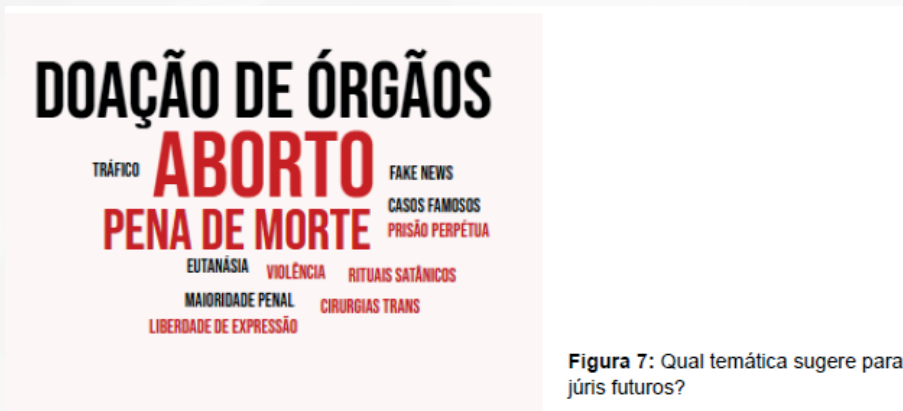 DOAÇÃO DE ÓRGÃOS
TRÁFICO ABORTO FAKE NEWS
CASOS FAMOSOS
PENA DE MORTE PRISÃO PERPÉTUA
EUTANÁSIA VIOLÊNCIA RITUAIS SATÂNICOS
MAIORIDADE PENAL CIRURGIAS TRANS
LIBERDADE DE EXPRESSÃO
Figura 7: Qual temática sugere para
júris futuros?